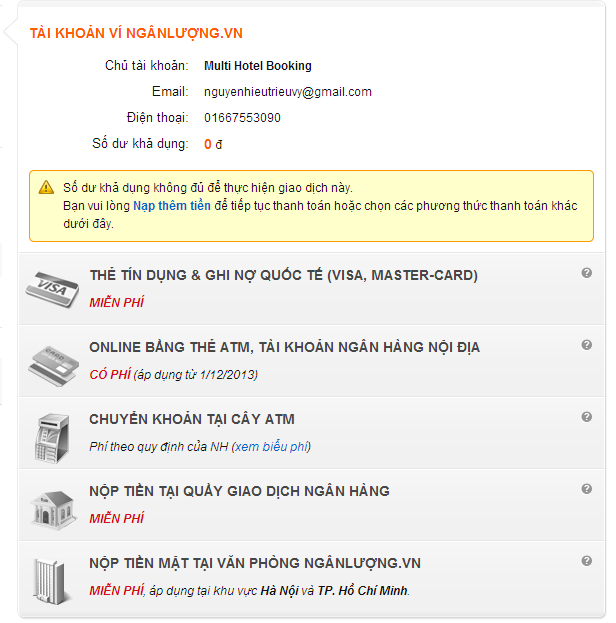 TÀI KHOẢN VÍ NGÂNLƯỢNG.VN
Chủ tài khoản: Multi Hotel Booking
Email: nguyenhieutrieuvy@gmail.com
Điện thoại: 01667553090
Số dư khả dụng: 0 đ
Số dư khả dụng không đủ để thực hiện giao dịch này.
Bạn vui lòng Nạp thêm tiền để tiếp tục thanh toán hoặc chọn các phương thức thanh toán khác
dưới đây.
THẺ TÍN DỤNG & GHI NỢ QUỐC TẾ (VISA, MASTER-CARD) ?
VISA
MIỄN PHÍ
ONLINE BẰNG THẺ ATM, TÀI KHOẢN NGÂN HÀNG NỘI ĐỊA ?
CARD
CÓ PHÍ (áp dụng từ 1/12/2013)
CHUYỂN KHOẢN TẠI CÂY ATM ?
Phí theo quy định của NH (xem biểu phí)
NỘP TIỀN TẠI QUẦY GIAO DỊCH NGÂN HÀNG ?
MIỄN PHÍ
NỘP TIỀN MẶT TẠI VĂN PHÒNG NGÂNLƯỢNG.VN ?
MIỄN PHÍ, áp dụng tại khu vực Hà Nội và TP. Hồ Chí Minh.